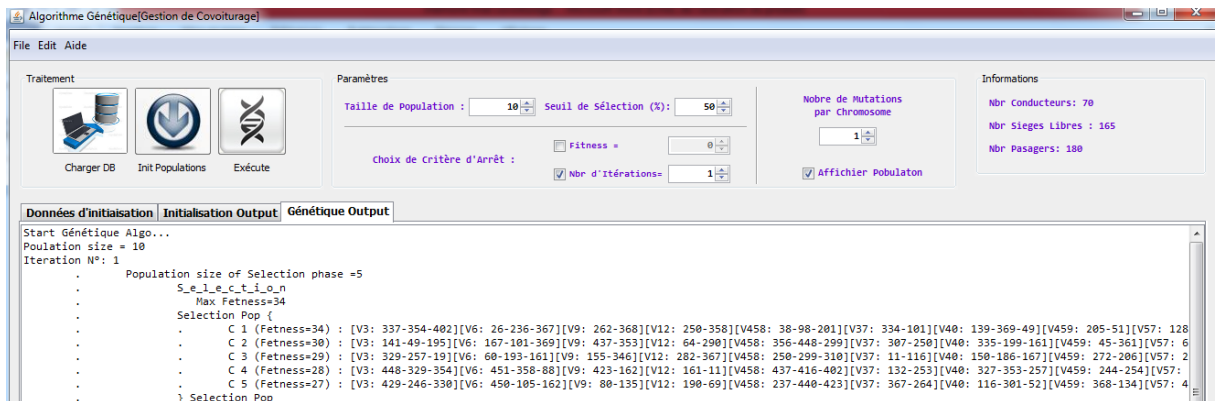 Algorithme Génétique[Gestion de Covoiturage]
File Edit Aide
Traitement
Charger DB
Init Populations
Exécute
Paramètres
Taille de Population : 10
Seuil de Sélection (%): 50
Choix de Critère d'Arrêt :
Fitness = 0
Nbr d'Itérations= 1
Nobre de Mutations
par Chromosome
1
Affichier Pobulaton
Informations
Nbr Conducteurs: 70
Nbr Sieges Libres : 165
Nbr Pasagers: 180
Données d'initiaisation
Initialisation Output
Génétique Output
Start Génétique Algo...
Poulation size = 10
Iteration N°: 1
. Population size of Selection phase =5
. S_e_l_e_c_t_i_o_n
. Max Fetness=34
. Selection Pop {
. . C 1 (Fetness=34) : [V3: 337-354-402][V6: 26-236-367][V9: 262-368][V12: 250-358][V458: 38-98-201][V37: 334-101][V40: 139-369-49][V459: 205-51][V57: 128
. . C 2 (Fetness=30) : [V3: 141-49-195][V6: 167-101-369][V9: 437-353][V12: 64-290][V458: 356-448-299][V37: 307-250][V40: 335-199-161][V459: 45-361][V57: 6
. . C 3 (Fetness=29) : [V3: 329-257-19][V6: 60-193-161][V9: 155-346][V12: 282-367][V458: 250-299-310][V37: 11-116][V40: 150-186-167][V459: 272-206][V57: 2
. . C 4 (Fetness=28) : [V3: 448-329-354][V6: 451-358-88][V9: 423-162][V12: 161-11][V458: 437-416-402][V37: 132-253][V40: 327-353-257][V459: 244-254][V57:
. . C 5 (Fetness=27) : [V3: 429-246-330][V6: 450-105-162][V9: 80-135][V12: 190-69][V458: 237-440-423][V37: 367-264][V40: 116-301-52][V459: 368-134][V57: 4
. } Selection Pop